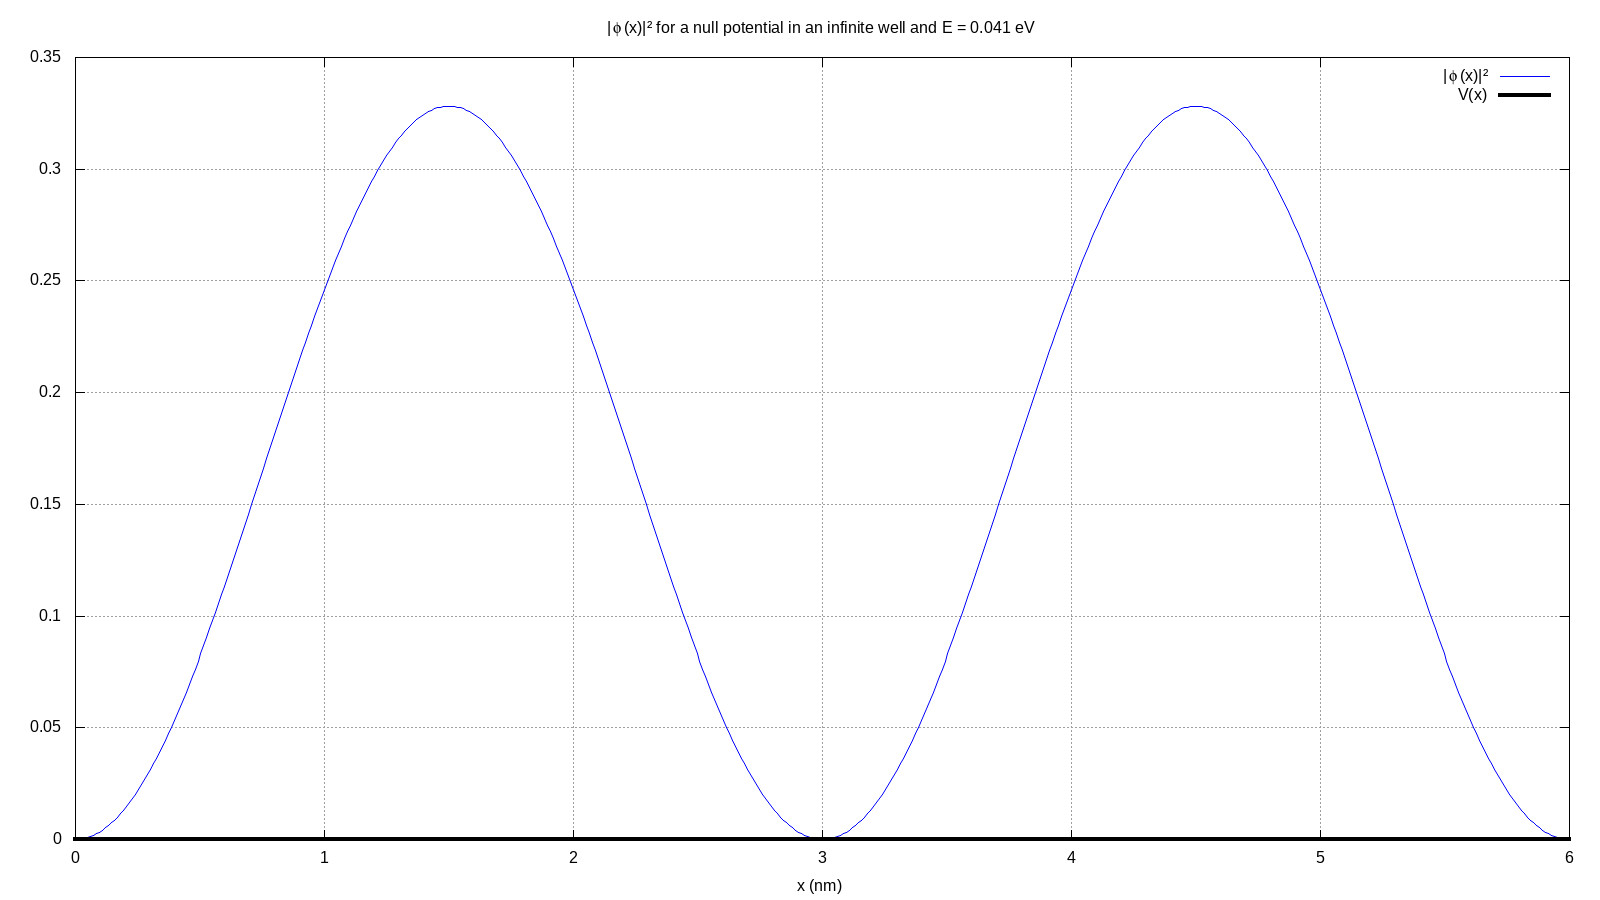 |ϕ(x)|² for a null potential in an infinite well and E = 0.041 eV
|ϕ(x)|²
V(x)
0.35
0.3
0.25
0.2
0.15
0.1
0.05
0
0 1 2 3 4 5 6
x (nm)